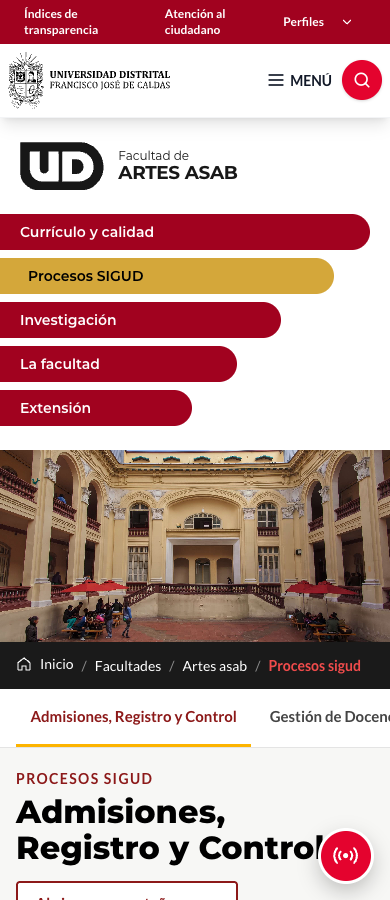 Índices de
transparencia
Atención al
ciudadano
Perfiles
UNIVERSIDAD DISTRITAL
FRANCISCO JOSÉ DE CALDAS
MENÚ
UD
Facultad de
ARTES ASAB
Currículo y calidad
Procesos SIGUD
Investigación
La facultad
Extensión
Inicio / Facultades / Artes asab / Procesos sigud
Admisiones, Registro y Control
Gestión de Docen
PROCESOS SIGUD
Admisiones,
Registro y Control